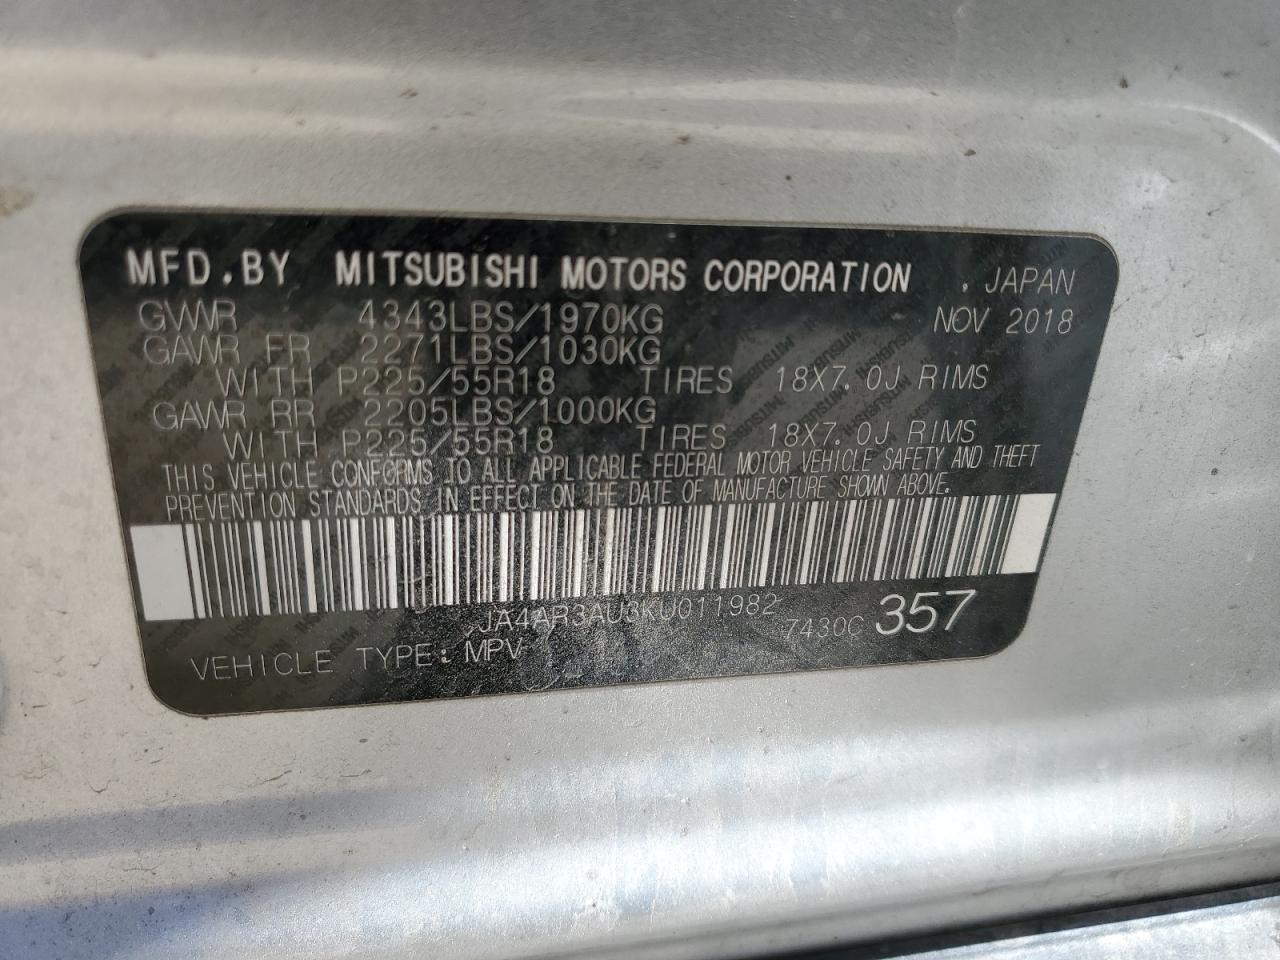 MFD.BY MITSUBISHI MOTORS CORPORATION . JAPAN
GVWR 4343LBS/1970KG NOV 2018
GAWR FR 2271LBS/1030KG
WITH P225/55R18 TIRES 18X7.0J RIMS
GAWR RR 2205LBS/1000KG
WITH P225/55R18 TIRES 18X7.0J RIMS
THIS VEHICLE CONFORMS TO ALL APPLICABLE FEDERAL MOTOR VEHICLE SAFETY AND THEFT
PREVENTION STANDARDS IN EFFECT ON THE DATE OF MANUFACTURE SHOWN ABOVE.
JA4AR3AU3KU011982 7430C 357
VEHICLE TYPE: MPV